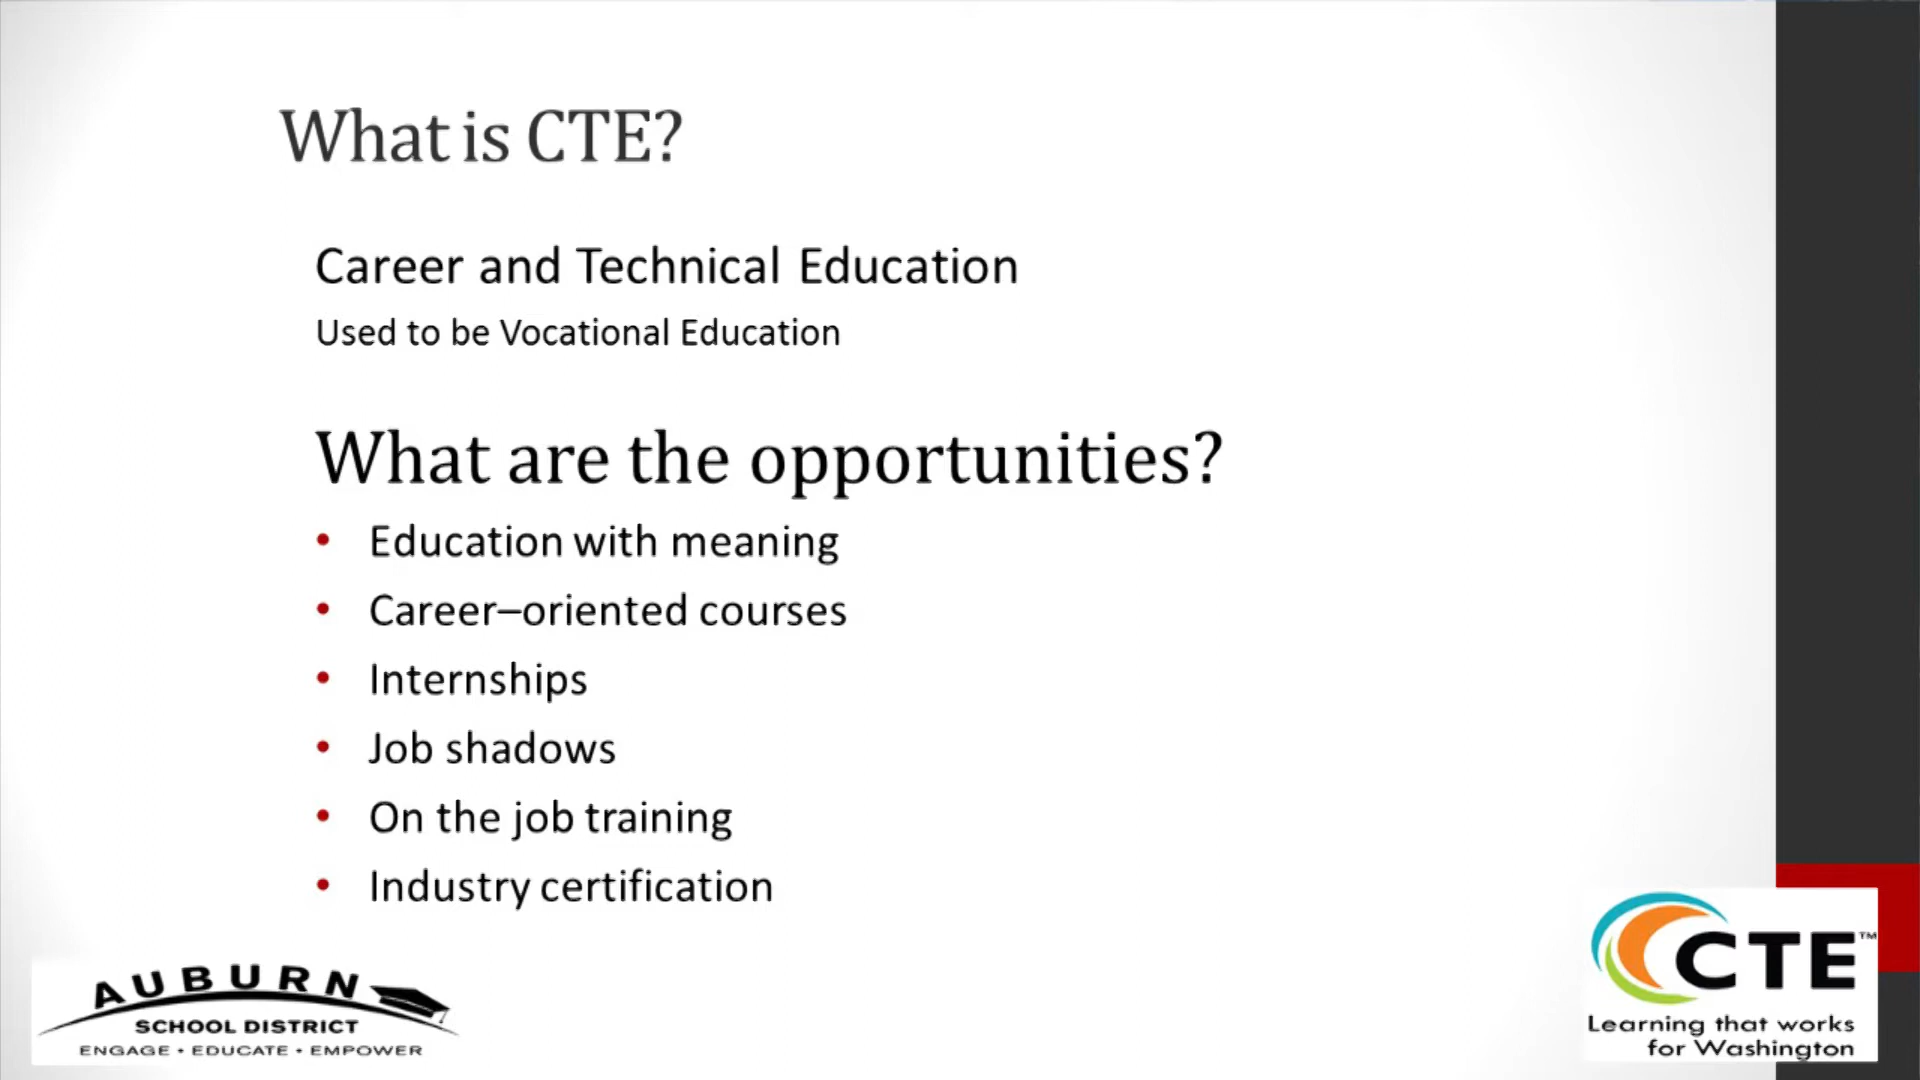 What is CTE?
Career and Technical Education
Used to be Vocational Education
What are the opportunities?
• Education with meaning
• Career–oriented courses
• Internships
• Job shadows
• On the job training
• Industry certification
AUBURN
SCHOOL DISTRICT
ENGAGE • EDUCATE • EMPOWER
CTE™
Learning that works
for Washington